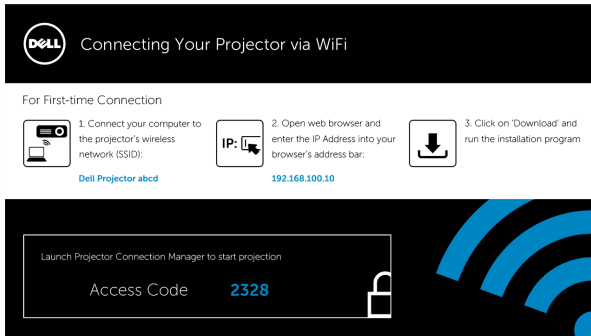 DELL
Connecting Your Projector via WiFi
For First-time Connection
1. Connect your computer to
the projector's wireless
network (SSID):
Dell Projector abcd
IP:
2. Open web browser and
enter the IP Address into your
browser's address bar:
192.168.100.10
3. Click on 'Download' and
run the installation program
Launch Projector Connection Manager to start projection
Access Code 2328